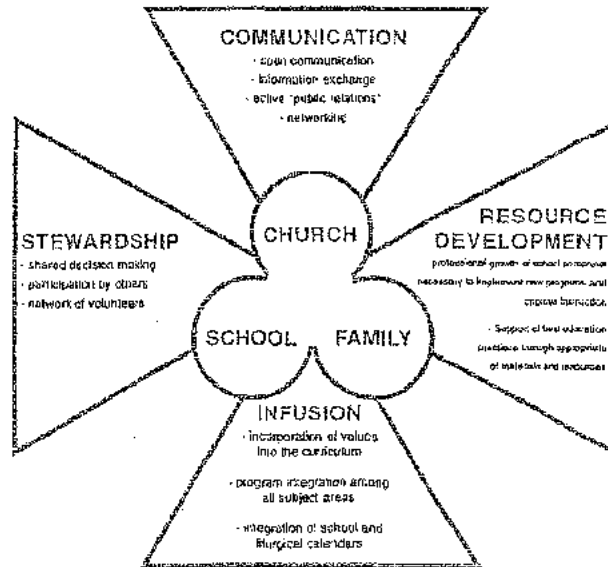 COMMUNICATION
- open communication
- information exchange
- active "public relations"
- networking
CHURCH
STEWARDSHIP
- shared decision making
- participation by others
- network of volunteers
RESOURCE
DEVELOPMENT
professional growth of school personnel
necessary to implement new programs and
improve instruction
- Support of best education
practices through appropriate
of materials and resources
SCHOOL
FAMILY
INFUSION
- incorporation of values
into the curriculum
- program integration among
all subject areas
- integration of school and
liturgical calendars